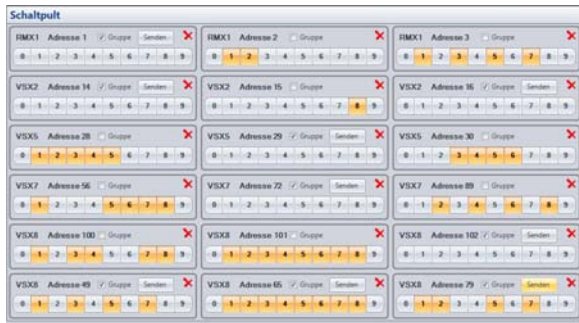 Schaltpult
RMX1 Adresse 1 Gruppe Senden
0 1 2 3 4 5 6 7 8 9
RMX1 Adresse 2 Gruppe
0 1 2 3 4 5 6 7 8 9
RMX1 Adresse 3 Gruppe
0 1 2 3 4 5 6 7 8 9
VSX2 Adresse 14 Gruppe Senden
0 1 2 3 4 5 6 7 8 9
VSX2 Adresse 15 Gruppe
0 1 2 3 4 5 6 7 8 9
VSX2 Adresse 16 Gruppe Senden
0 1 2 3 4 5 6 7 8 9
VSX5 Adresse 28 Gruppe
0 1 2 3 4 5 6 7 8 9
VSX5 Adresse 29 Gruppe Senden
0 1 2 3 4 5 6 7 8 9
VSX5 Adresse 30 Gruppe
0 1 2 3 4 5 6 7 8 9
VSX7 Adresse 56 Gruppe
0 1 2 3 4 5 6 7 8 9
VSX7 Adresse 72 Gruppe Senden
0 1 2 3 4 5 6 7 8 9
VSX7 Adresse 89 Gruppe
0 1 2 3 4 5 6 7 8 9
VSX8 Adresse 100 Gruppe
0 1 2 3 4 5 6 7 8 9
VSX8 Adresse 101 Gruppe
0 1 2 3 4 5 6 7 8 9
VSX8 Adresse 102 Gruppe Senden
0 1 2 3 4 5 6 7 8 9
VSX8 Adresse 49 Gruppe Senden
0 1 2 3 4 5 6 7 8 9
VSX8 Adresse 65 Gruppe Senden
0 1 2 3 4 5 6 7 8 9
VSX8 Adresse 79 Gruppe Senden
0 1 2 3 4 5 6 7 8 9